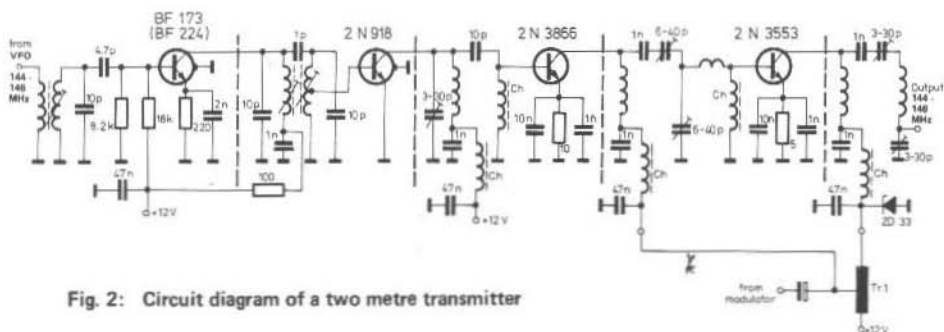 BF 173
(BF 224)
2 N 918
2 N 3866
2 N 3553
from
VFO
144 -
146
MHz
4,7p
10p
8.2k
18k
220
2n
47n
+12V
10p
1n
100
1p
10p
3-30p
1n
47n
Ch
+12V
10p
Ch
10n
10
1n
1n
6-40p
1n
47n
Ch
6-40p
Ch
10n
5
1n
1n
3-30p
1n
47n
Ch
ZD 33
Output
144 -
146 MHz
3-30p
from
modulator
Tr.1
+12V
Fig. 2: Circuit diagram of a two metre transmitter